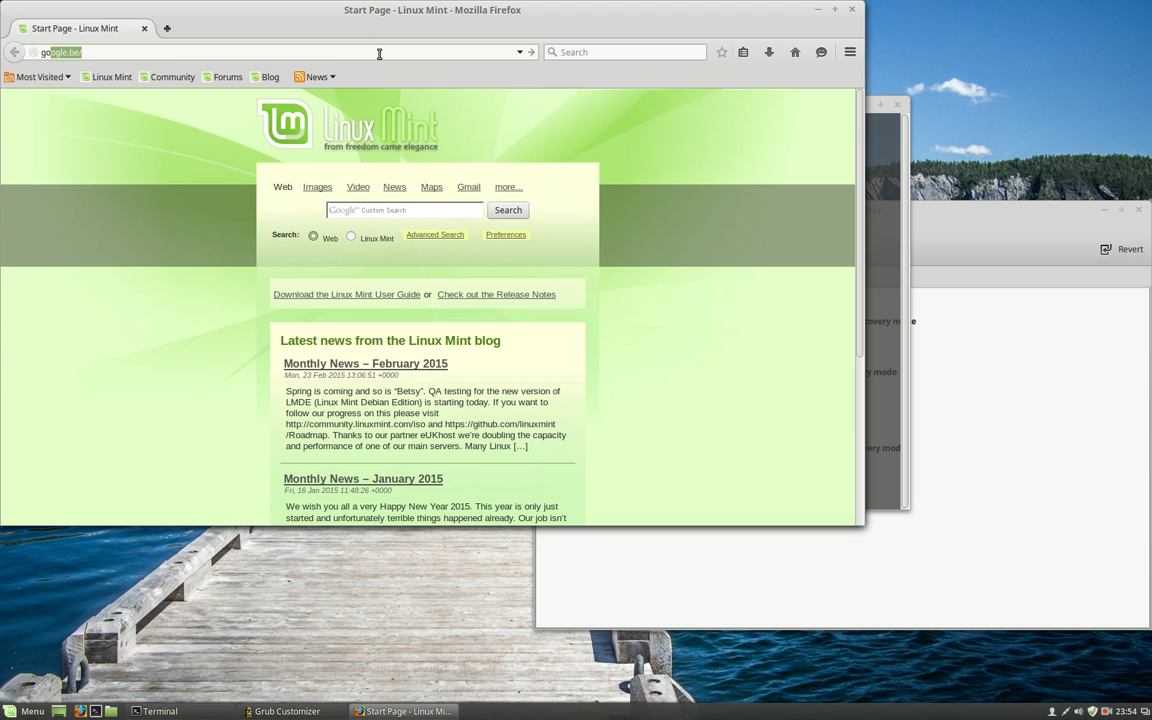 Start Page - Linux Mint - Mozilla Firefox
Start Page - Linux Mint
google.be/
Search
Most Visited
Linux Mint
Community
Forums
Blog
News
Linux Mint
from freedom came elegance
Web Images Video News Maps Gmail more...
Google™ Custom Search
Search
Search: Web Linux Mint Advanced Search Preferences
Revert
Download the Linux Mint User Guide or Check out the Release Notes
Latest news from the Linux Mint blog
Monthly News – February 2015
Mon, 23 Feb 2015 13:06:51 +0000
Spring is coming and so is “Betsy”. QA testing for the new version of
LMDE (Linux Mint Debian Edition) is starting today. If you want to
follow our progress on this please visit
http://community.linuxmint.com/iso and https://github.com/linuxmint
/Roadmap. Thanks to our partner eUKhost we’re doubling the capacity
and performance of one of our main servers. Many Linux […]
Monthly News – January 2015
Fri, 16 Jan 2015 11:48:26 +0000
We wish you all a very Happy New Year 2015. This year is only just
started and unfortunately terrible things happened already. Our job isn’t
Menu
Terminal
Grub Customizer
Start Page - Linux Mi...
23:54